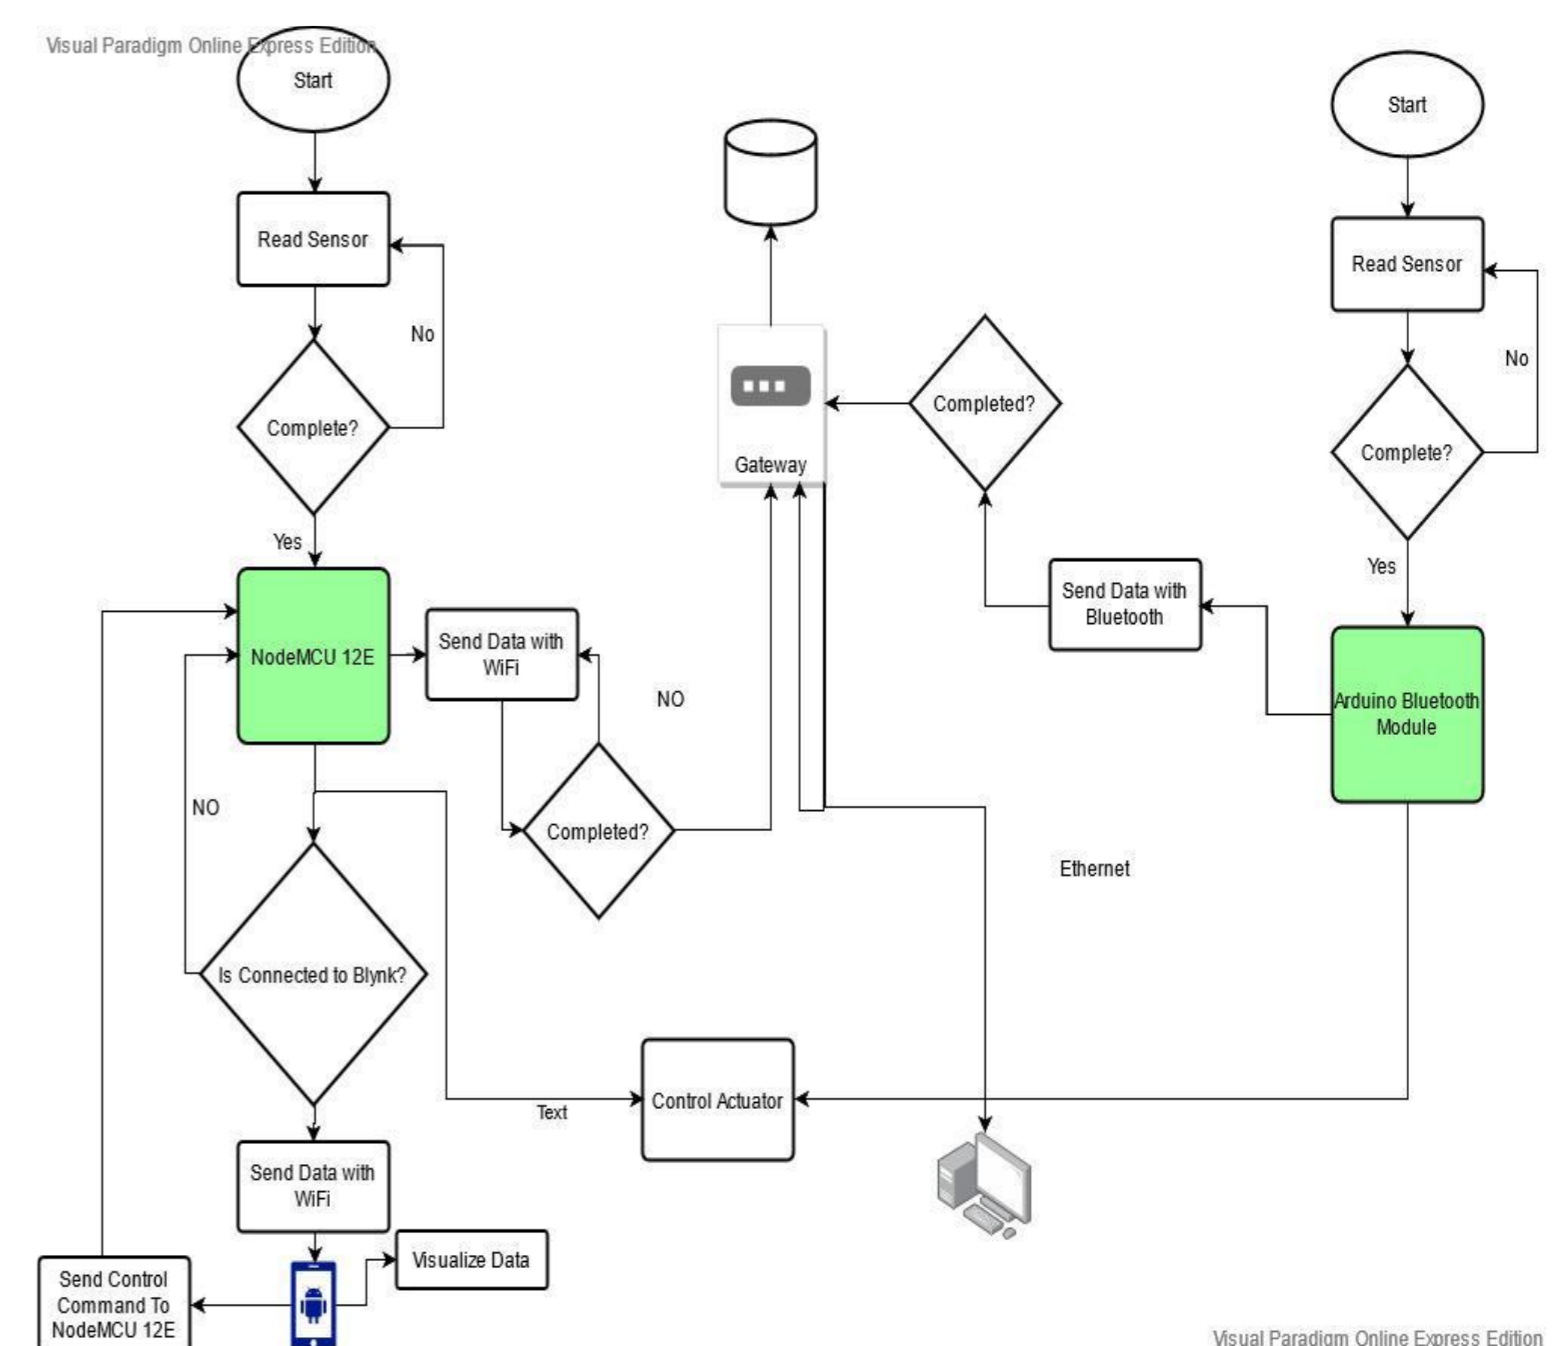 Visual Paradigm Online Express Edition
Start
Start
Read Sensor
Read Sensor
No
No
Complete?
Completed?
Complete?
Gateway
Yes
Yes
NodeMCU 12E
Send Data with
WiFi
NO
Send Data with
Bluetooth
Arduino Bluetooth
Module
NO
Completed?
Ethernet
Is Connected to Blynk?
Text
Control Actuator
Send Data with
WiFi
Visualize Data
Send Control
Command To
NodeMCU 12E
Visual Paradigm Online Express Edition